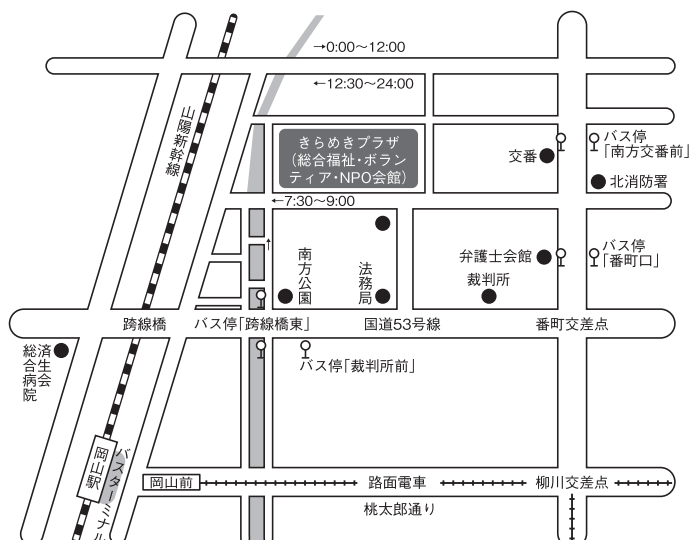 →0:00〜12:00
←12:30〜24:00
山陽新幹線
きらめきプラザ
(総合福祉・ボラン
ティア・NPO会館)
交番
バス停
「南方交番前」
北消防署
←7:30〜9:00
↑
南方公園
法務局
弁護士会館
裁判所
バス停
「番町口」
跨線橋
バス停「跨線橋東」
国道53号線
番町交差点
済生会
総合病院
バス停「裁判所前」
岡山駅
バスターミナル
岡山前
路面電車
柳川交差点
桃太郎通り